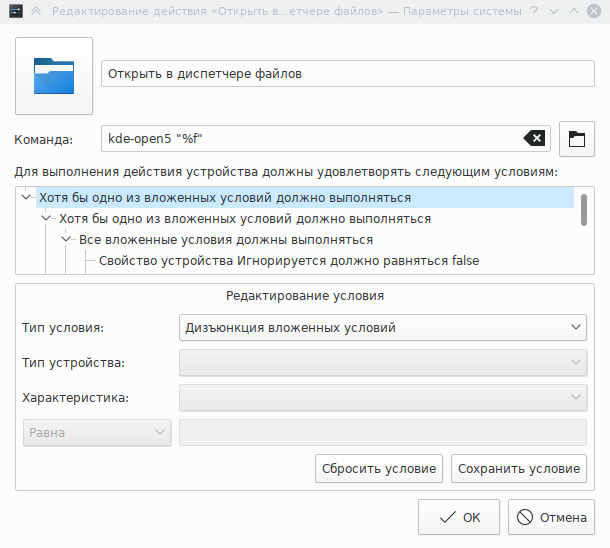 Редактирование действия «Открыть в...етчере файлов» — Параметры системы
Открыть в диспетчере файлов
Команда: kde-open5 "%f"
Для выполнения действия устройства должны удовлетворять следующим условиям:
Хотя бы одно из вложенных условий должно выполняться
Хотя бы одно из вложенных условий должно выполняться
Все вложенные условия должны выполняться
Свойство устройства Игнорируется должно равняться false
Редактирование условия
Тип условия: Дизъюнкция вложенных условий
Тип устройства:
Характеристика:
Равна
Сбросить условие Сохранить условие
ОК Отмена